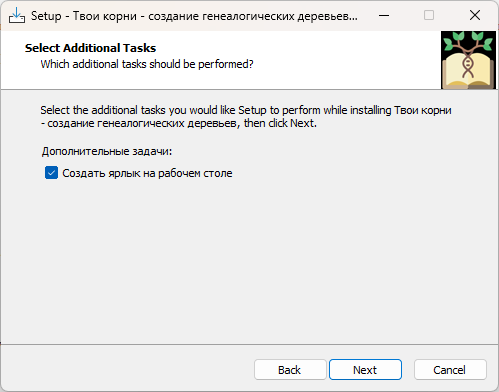 Setup - Твои корни - создание генеалогических деревьев...
Select Additional Tasks
Which additional tasks should be performed?
Select the additional tasks you would like Setup to perform while installing Твои корни
- создание генеалогических деревьев, then click Next.
Дополнительные задачи:
Создать ярлык на рабочем столе
Back
Next
Cancel